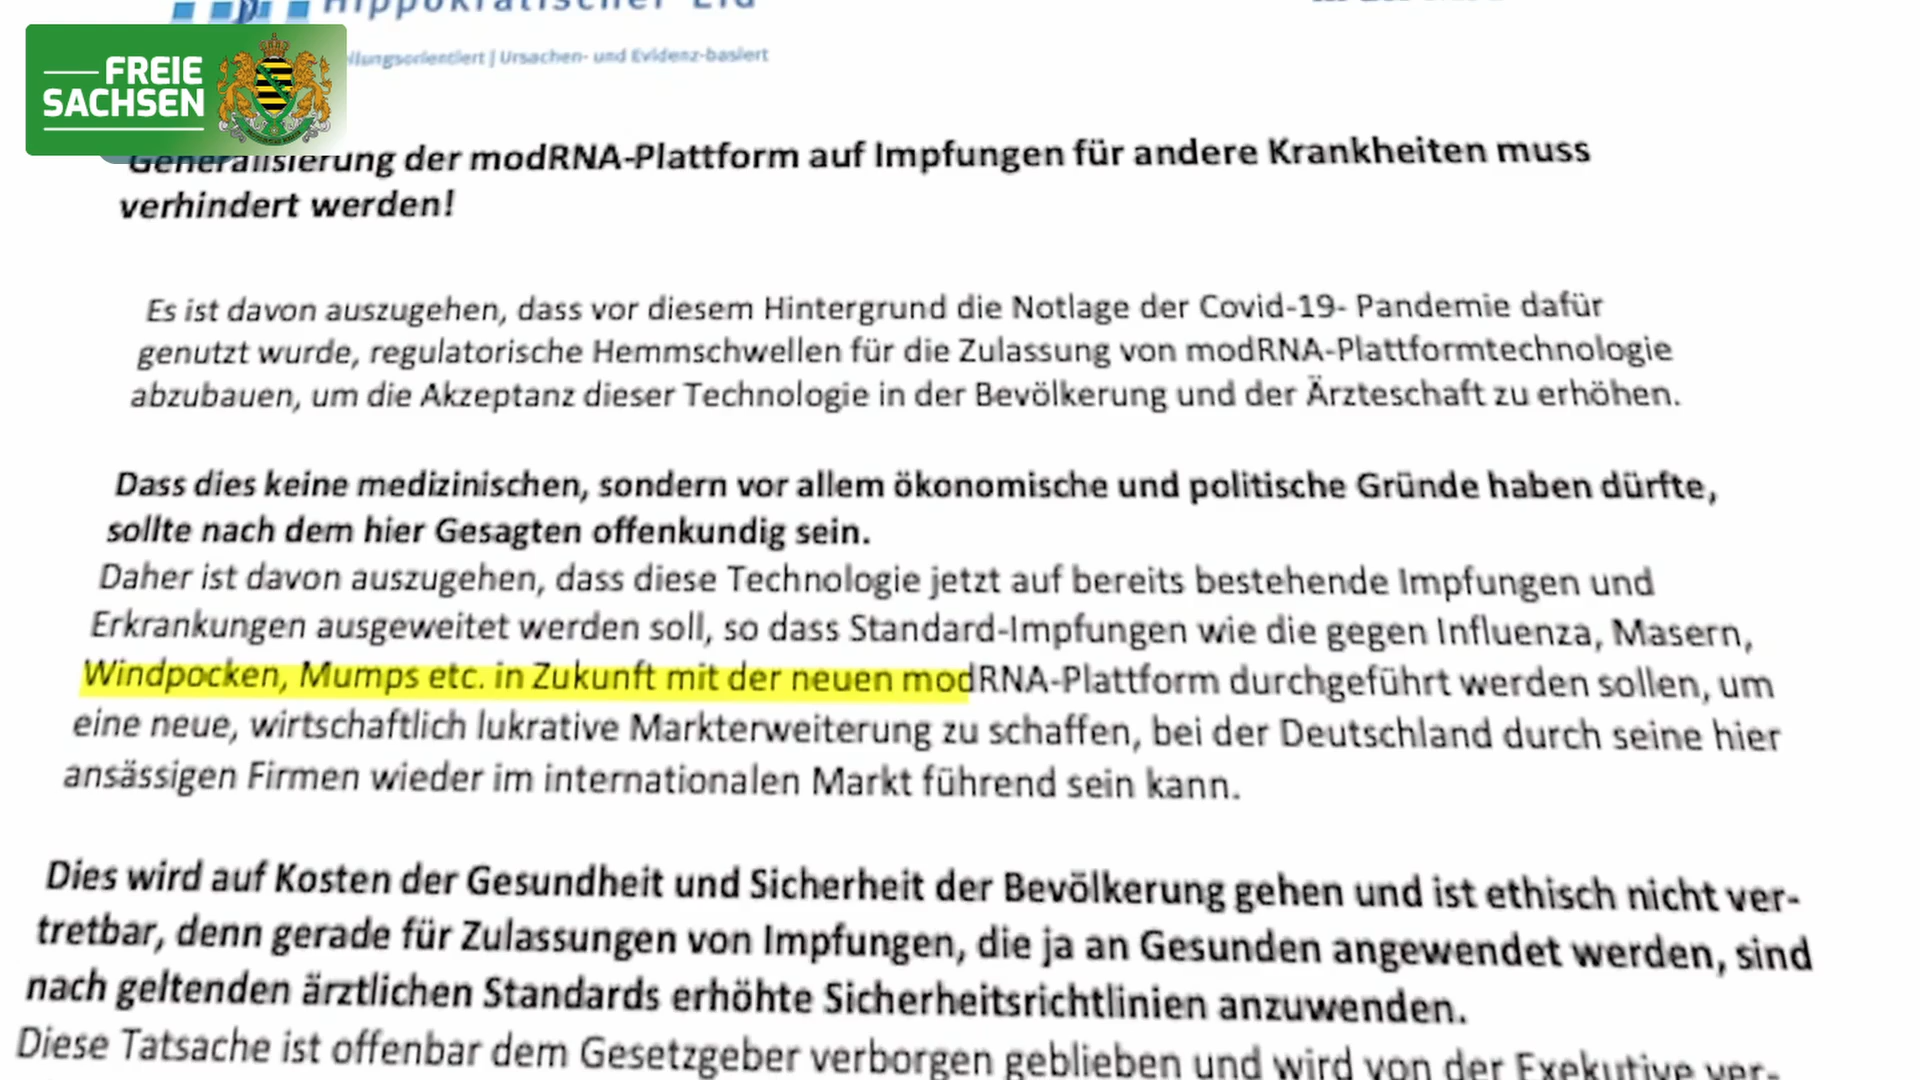 Hippokratischer Eid
FREIE
SACHSEN
llungsorientiert | Ursachen- und Evidenz-basiert
Generalisierung der modRNA-Plattform auf Impfungen für andere Krankheiten muss
verhindert werden!
Es ist davon auszugehen, dass vor diesem Hintergrund die Notlage der Covid-19- Pandemie dafür
genutzt wurde, regulatorische Hemmschwellen für die Zulassung von modRNA-Plattformtechnologie
abzubauen, um die Akzeptanz dieser Technologie in der Bevölkerung und der Ärzteschaft zu erhöhen.
Dass dies keine medizinischen, sondern vor allem ökonomische und politische Gründe haben dürfte,
sollte nach dem hier Gesagten offenkundig sein.
Daher ist davon auszugehen, dass diese Technologie jetzt auf bereits bestehende Impfungen und
Erkrankungen ausgeweitet werden soll, so dass Standard-Impfungen wie die gegen Influenza, Masern,
Windpocken, Mumps etc. in Zukunft mit der neuen modRNA-Plattform durchgeführt werden sollen, um
eine neue, wirtschaftlich lukrative Markterweiterung zu schaffen, bei der Deutschland durch seine hier
ansässigen Firmen wieder im internationalen Markt führend sein kann.
Dies wird auf Kosten der Gesundheit und Sicherheit der Bevölkerung gehen und ist ethisch nicht ver-
tretbar, denn gerade für Zulassungen von Impfungen, die ja an Gesunden angewendet werden, sind
nach geltenden ärztlichen Standards erhöhte Sicherheitsrichtlinien anzuwenden.
Diese Tatsache ist offenbar dem Gesetzgeber verborgen geblieben und wird von der Exekutive ver-